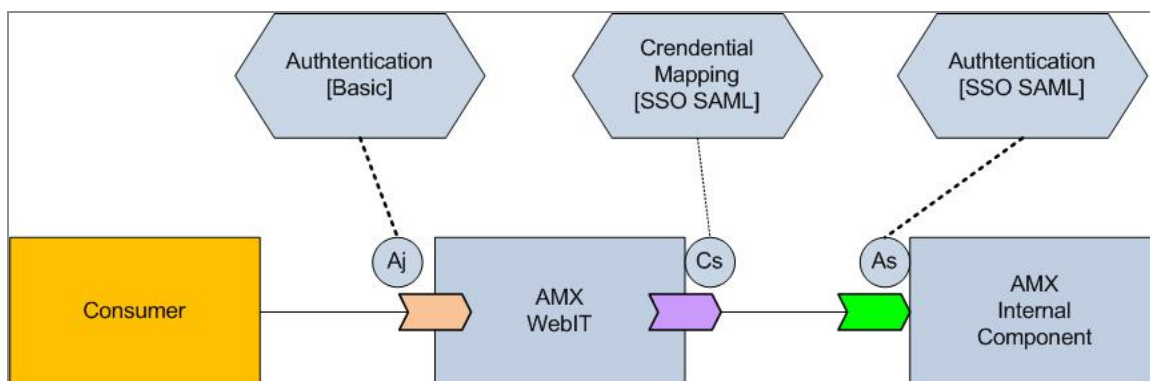 Authtentication
[Basic]
Crendential
Mapping
[SSO SAML]
Authtentication
[SSO SAML]
Aj
Cs
As
Consumer
AMX
WebIT
AMX
Internal
Component